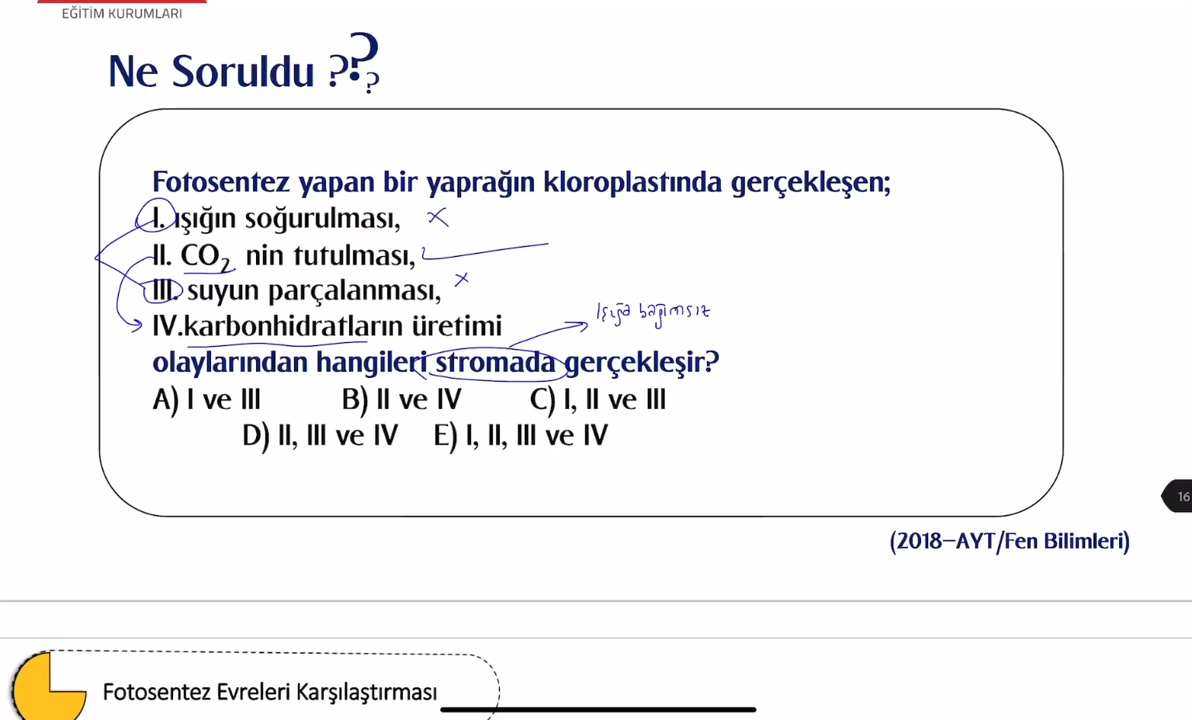 EĞİTİM KURUMLARI
Ne Soruldu ???
Fotosentez yapan bir yaprağın kloroplastında gerçekleşen;
I. ışığın soğurulması,
II. CO₂ nin tutulması,
III. suyun parçalanması,
Işığa bağımsız
IV.karbonhidratların üretimi
olaylarından hangileri stromada gerçekleşir?
A) I ve III B) II ve IV C) I, II ve III
D) II, III ve IV E) I, II, III ve IV
16
(2018–AYT/Fen Bilimleri)
Fotosentez Evreleri Karşılaştırması